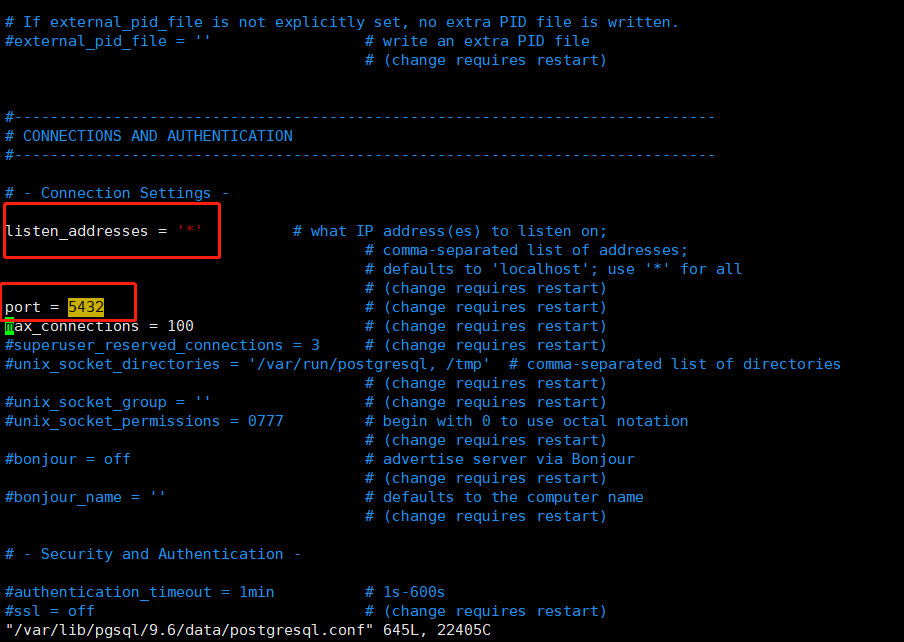 # If external_pid_file is not explicitly set, no extra PID file is written.
#external_pid_file = '' # write an extra PID file
# (change requires restart)
#------------------------------------------------------------------------------
# CONNECTIONS AND AUTHENTICATION
#------------------------------------------------------------------------------
# - Connection Settings -
listen_addresses = '*' # what IP address(es) to listen on;
# comma-separated list of addresses;
# defaults to 'localhost'; use '*' for all
# (change requires restart)
port = 5432 # (change requires restart)
max_connections = 100 # (change requires restart)
#superuser_reserved_connections = 3 # (change requires restart)
#unix_socket_directories = '/var/run/postgresql, /tmp' # comma-separated list of directories
# (change requires restart)
#unix_socket_group = '' # (change requires restart)
#unix_socket_permissions = 0777 # begin with 0 to use octal notation
# (change requires restart)
#bonjour = off # advertise server via Bonjour
# (change requires restart)
#bonjour_name = '' # defaults to the computer name
# (change requires restart)
# - Security and Authentication -
#authentication_timeout = 1min # 1s-600s
#ssl = off # (change requires restart)
"/var/lib/pgsql/9.6/data/postgresql.conf" 645L, 22405C